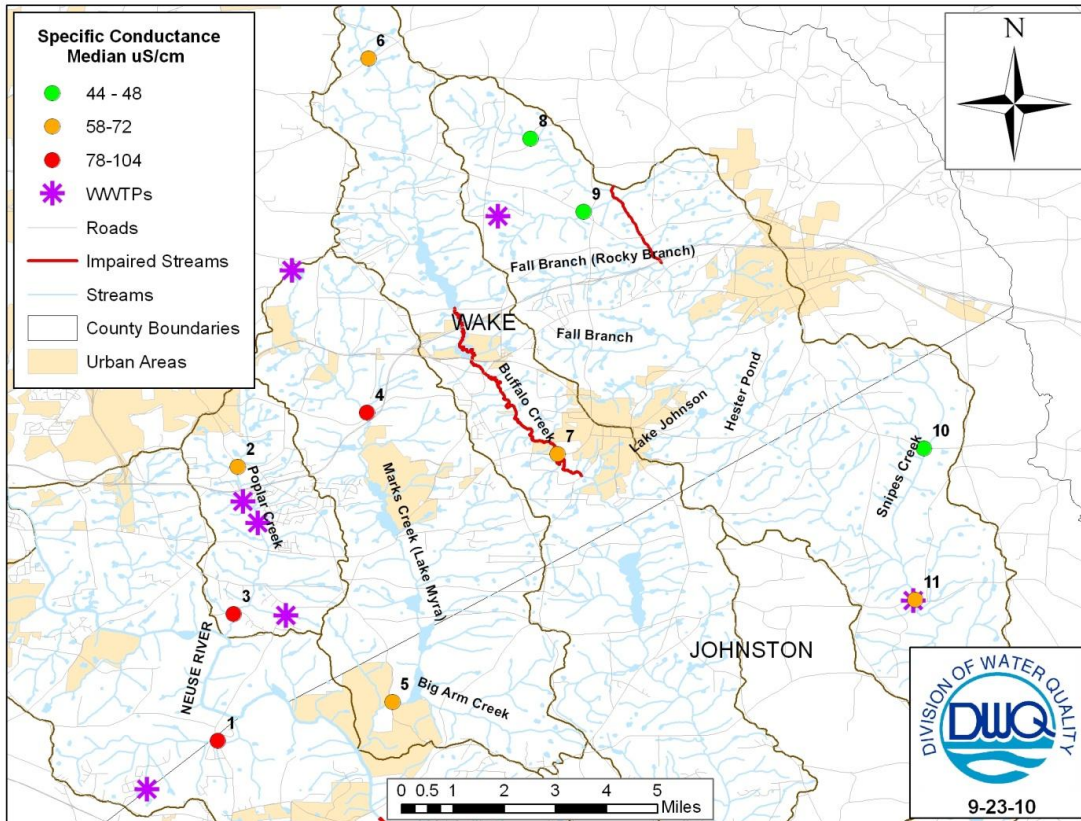 Specific Conductance
Median uS/cm
44 - 48
58-72
78-104
WWTPs
Roads
Impaired Streams
Streams
County Boundaries
Urban Areas
N
6
8
9
Fall Branch (Rocky Branch)
WAKE
Fall Branch
Buffalo Creek
4
7
Lake Johnson
Hester Pond
10
Snipes Creek
2
Poplar Creek
Marks Creek (Lake Myra)
11
3
NEUSE RIVER
JOHNSTON
5
Big Arm Creek
1
0 0.5 1 2 3 4 5
Miles
DIVISION OF WATER QUALITY
DWQ
9-23-10